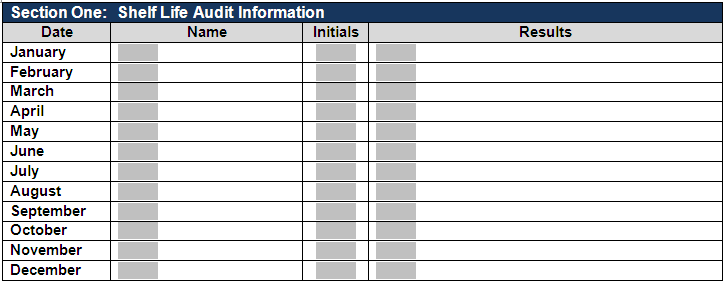 Section One: Shelf Life Audit Information
Date Name Initials Results
January
February
March
April
May
June
July
August
September
October
November
December